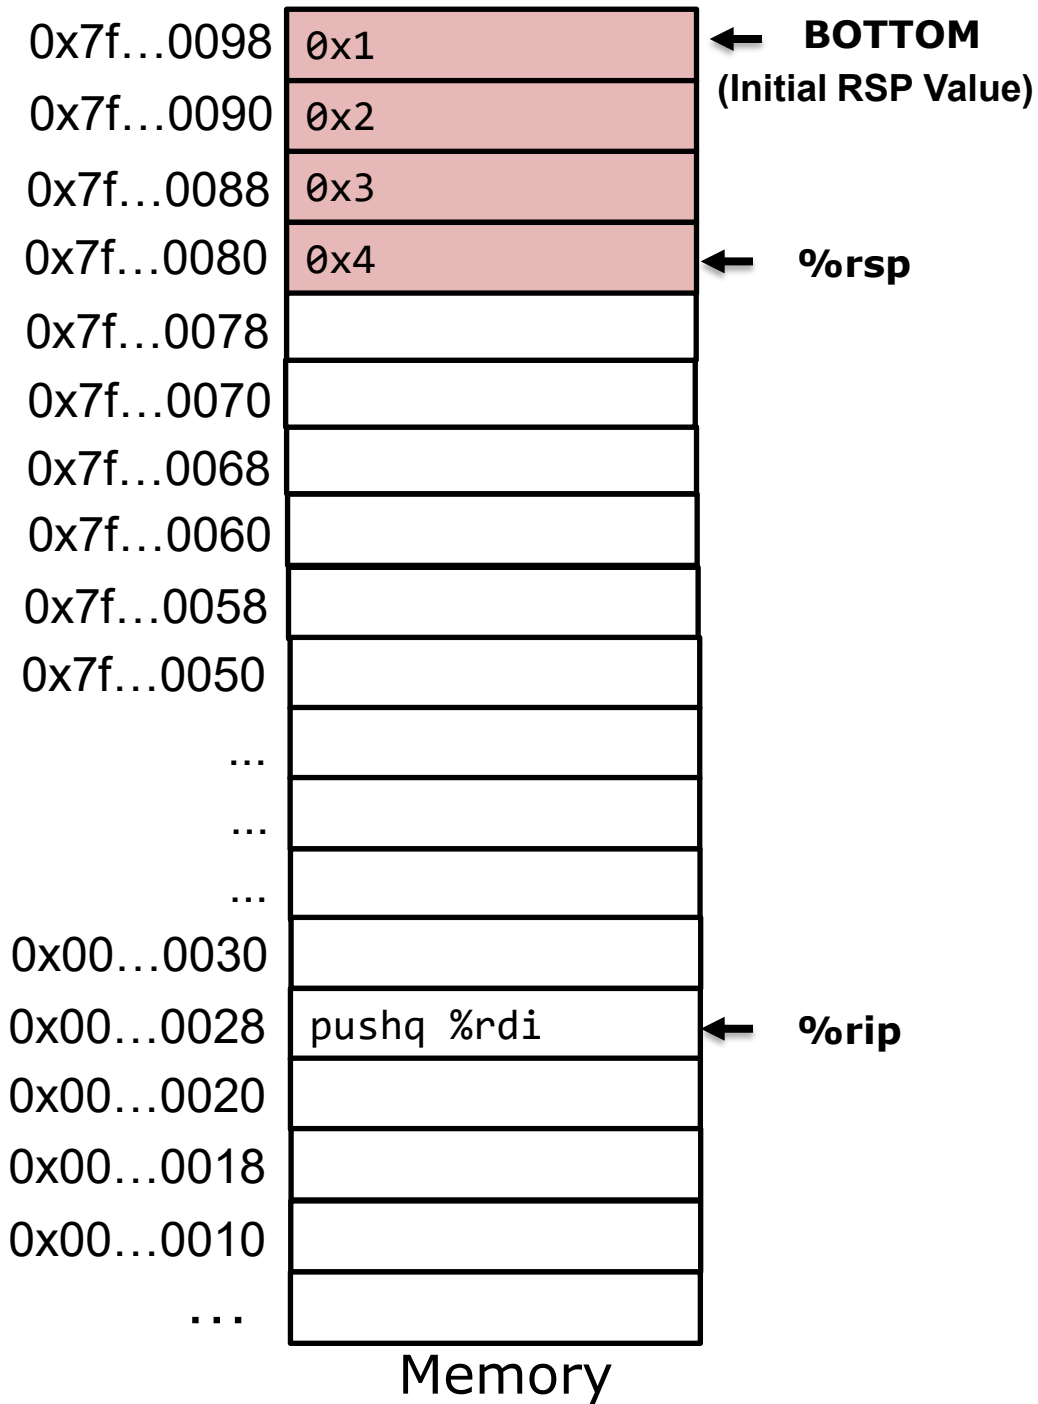 0x7f…0098 0x1 BOTTOM
(Initial RSP Value)
0x7f…0090 0x2
0x7f…0088 0x3
0x7f…0080 0x4 %rsp
0x7f…0078
0x7f…0070
0x7f…0068
0x7f…0060
0x7f…0058
0x7f…0050
…
…
…
0x00…0030
0x00…0028 pushq %rdi %rip
0x00…0020
0x00…0018
0x00…0010
…
Memory